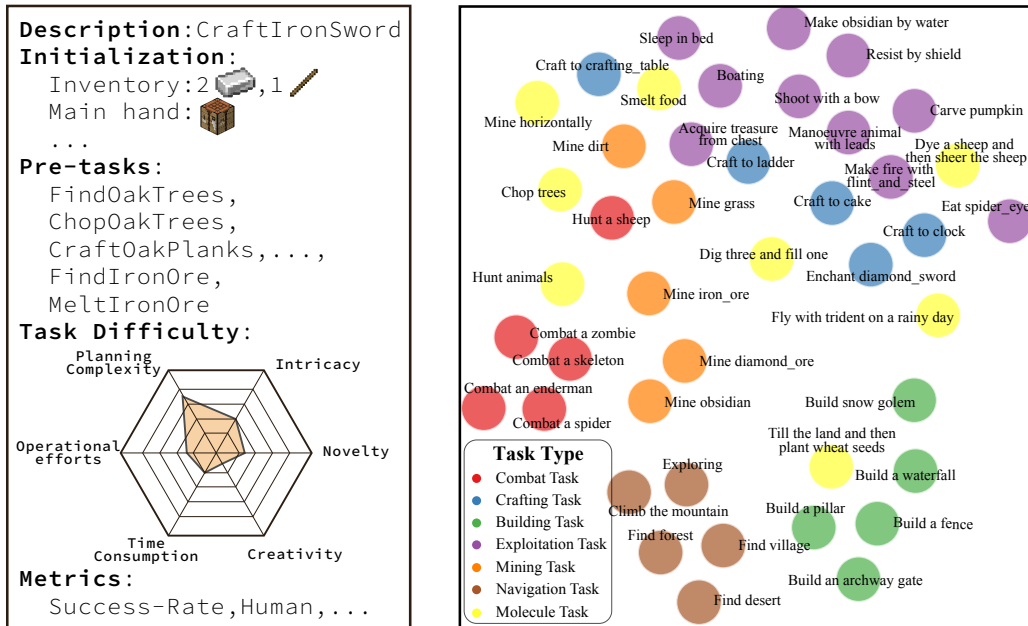 Description:CraftIronSword
Initialization:
Inventory:2 ,1
Main hand:
...
Pre-tasks:
FindOakTrees,
ChopOakTrees,
CraftOakPlanks,...,
FindIronOre,
MeltIronOre
Task Difficulty:
Planning
Complexity
Intricacy
Operational
efforts
Novelty
Time
Consumption
Creativity
Metrics:
Success-Rate,Human,...
Make obsidian by water
Sleep in bed
Resist by shield
Craft to crafting_table
Boating
Smelt food
Shoot with a bow
Carve pumpkin
Mine horizontally
Acquire treasure
from chest
Manoeuvre animal
with leads
Mine dirt
Dye a sheep and
then sheer the sheep
Craft to ladder
Make fire with
flint_and_steel
Chop trees
Mine grass
Craft to cake
Eat spider_eye
Hunt a sheep
Craft to clock
Dig three and fill one
Hunt animals
Enchant diamond_sword
Mine iron_ore
Fly with trident on a rainy day
Combat a zombie
Combat a skeleton
Mine diamond_ore
Combat an enderman
Mine obsidian
Build snow golem
Combat a spider
Till the land and then
plant wheat seeds
Task Type
Combat Task
Crafting Task
Building Task
Exploitation Task
Mining Task
Navigation Task
Molecule Task
Exploring
Build a waterfall
Climb the mountain
Build a pillar
Build a fence
Find forest
Find village
Build an archway gate
Find desert